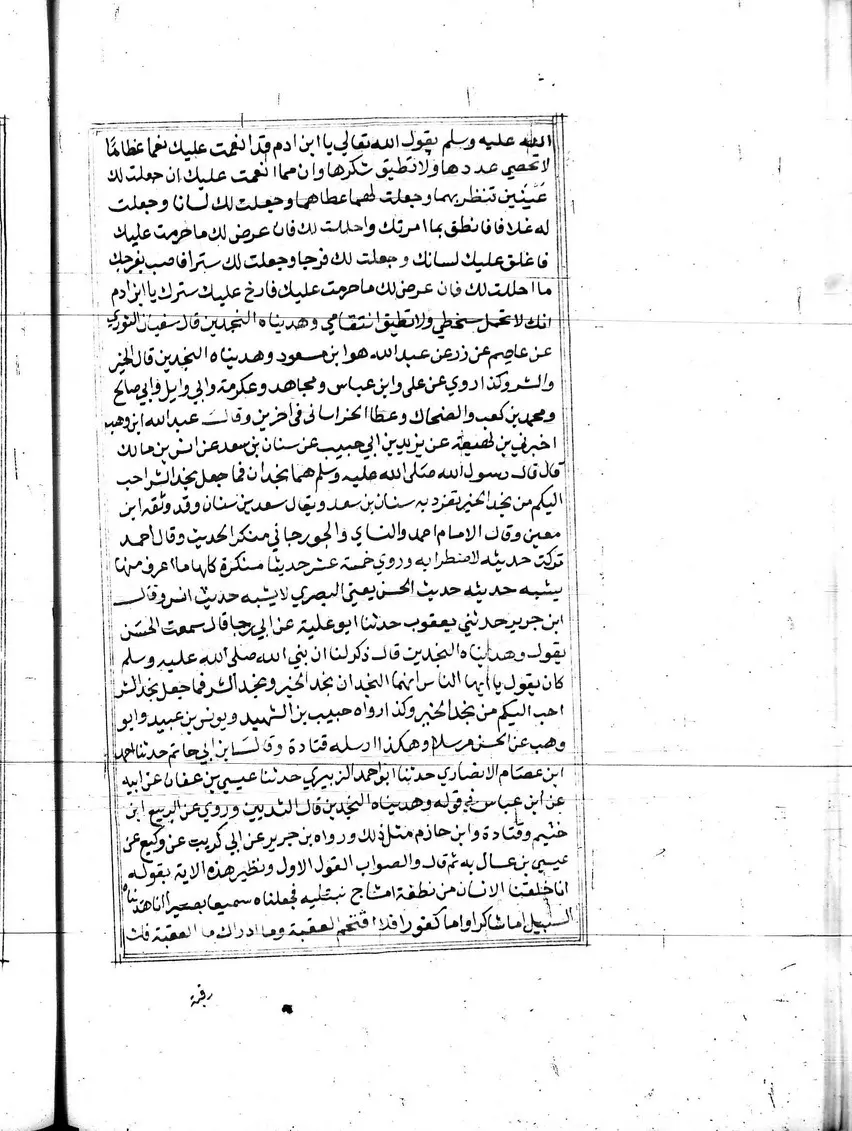 الله عليه وسلم يقول الله تعالي يا ابن ادم قد انعمت عليك نعما عظاما
لا تحصي عددها ولا تطيق شكرها وان مما انعمت عليك ان جعلت لك
عينين تنظر بهما وجعلت لهما غطاهما وجعلت لك لسانا وجعلت
له غلافا فانطق بما امرتك واحللت لك فان عرض لك ما حرمت عليك
فاغلق عليك لسانك وجعلت لك فرجا وجعلت لك سترا فاصب بفرجك
ما احللت لك فان عرض لك ما حرمت عليك فارخ عليك سترك يا ابن ادم
انك لا تحمل سخطي ولا تطيق انتقامي وهديناه النجدين قال سفيان الثوري
عن عاصم عن زر عن عبد الله هو ابن مسعود وهديناه النجدين قال الخير
والشر وكذا روي عن علي وابن عباس ومجاهد وعكرمة وابي وايل وابي صالح
ومحمد بن كعب والضحاك وعطا الخراساني في اخرين وقال عبد الله ابن وهب
اخبرني بن لهيعة عن يزيد بن ابي حبيب عن سنان بن سعد عن انس بن مالك
قال قال رسول الله صلى الله عليه وسلم هما نجدان فما جعل نجد الشر احب
اليكم من نجد الخير تفرد به سنان بن سعد ويقال سعد بن سنان وقد وثقه ابن
معين وقال الامام احمد والنساي والجورجاني منكر الحديث وقال احمد
تركت حديثه لاضطرابه وروي خمسة عشر حديثا منكرة كلها ما اعرف منها
يشبه حديثه حديث الحسن يعني البصري لا يشبه حديث انس وقال
ابن جرير حدثني يعقوب حدثنا ابو علية عن ابي رجا قال سمعت الحسن
يقول وهديناه النجدين قال ذكر لنا ان نبي الله صلى الله عليه وسلم
كان يقول يا ايها الناس انهما النجدان نجد الخير ونجد الشر فما جعل نجد الشر
احب اليكم من نجد الخير وكذا رواه حبيب بن الشهيد ويونس بن عبيد وابو
وهب عن الحسن مرسلا وهكذا ارسله قتادة وقال ابن ابي حاتم حدثنا احمد
ابن عصام الانصاري حدثنا ابو احمد الزبيري حدثنا عيسي بن عفان عن ابيه
عن ابن عباس في قوله وهديناه النجدين قال الثديين وروي عن الربيع ابن
خثيم وقتادة وابن حازم مثل ذلك ورواه بن جرير عن ابي كريب عن وكيع عن
عيسي بن به ثم قال والصواب القول الاول ونظير هذه الاية بقوله
انا خلقنا الانسان من نطفة امشاج نبتليه فجعلناه سميعا بصيرا انا هديناه
السبيل اما شاكرا واما كفورا فلا اقتحم العقبة وما ادراك ما العقبة فك
رقبة